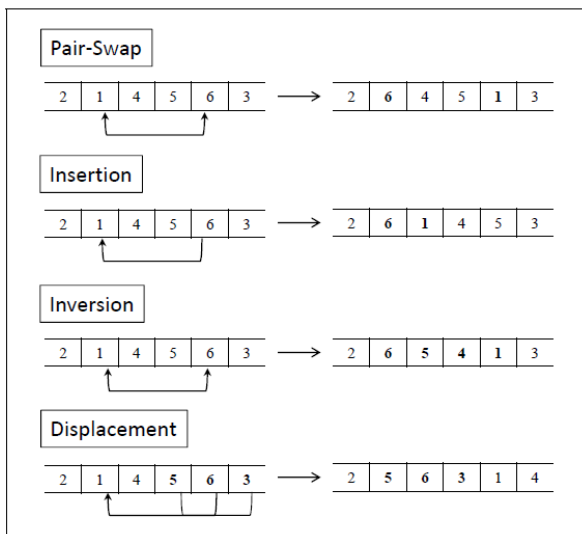 Pair-Swap
2 1 4 5 6 3 2 6 4 5 1 3
Insertion
2 1 4 5 6 3 2 6 1 4 5 3
Inversion
2 1 4 5 6 3 2 6 5 4 1 3
Displacement
2 1 4 5 6 3 2 5 6 3 1 4